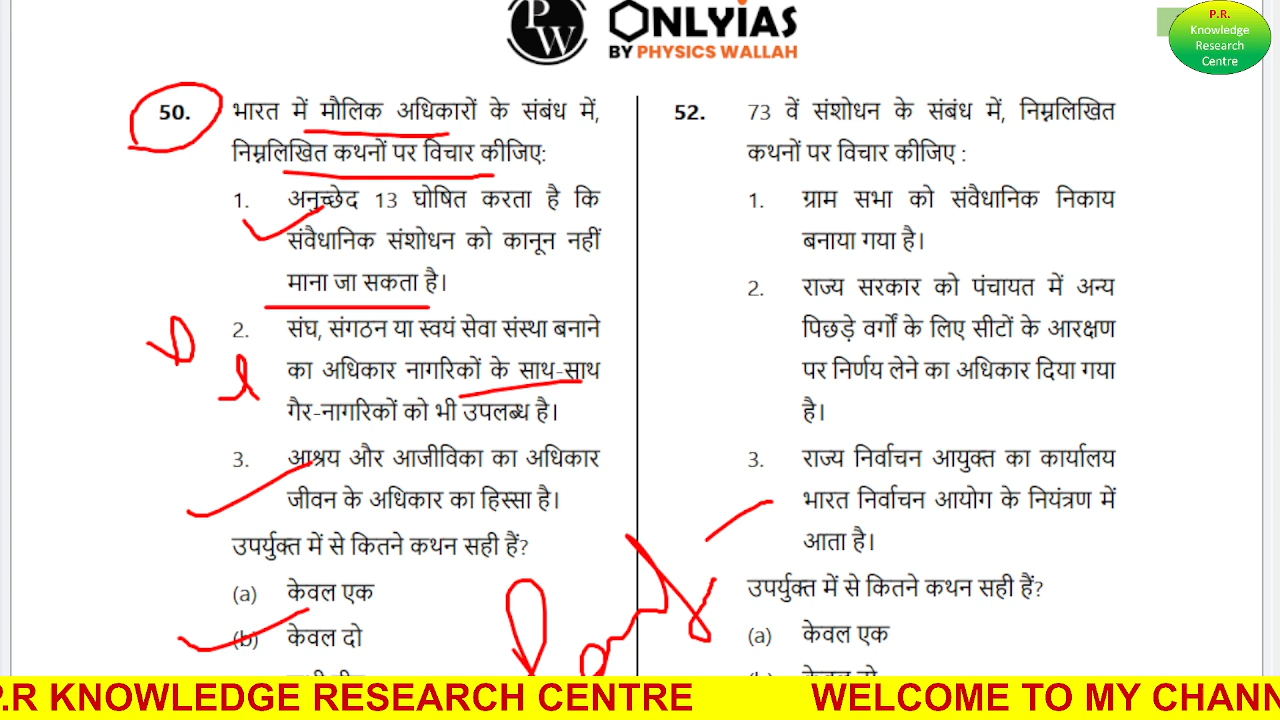 PW
ONLYiAS
BY PHYSICS WALLAH
P.R.
Knowledge
Research
Centre
50. भारत में मौलिक अधिकारों के संबंध में,
निम्नलिखित कथनों पर विचार कीजिए:
1. अनुच्छेद 13 घोषित करता है कि
संवैधानिक संशोधन को कानून नहीं
माना जा सकता है।
2. संघ, संगठन या स्वयं सेवा संस्था बनाने
का अधिकार नागरिकों के साथ-साथ
गैर-नागरिकों को भी उपलब्ध है।
3. आश्रय और आजीविका का अधिकार
जीवन के अधिकार का हिस्सा है।
उपर्युक्त में से कितने कथन सही हैं?
(a) केवल एक
(b) केवल दो
52. 73 वें संशोधन के संबंध में, निम्नलिखित
कथनों पर विचार कीजिए :
1. ग्राम सभा को संवैधानिक निकाय
बनाया गया है।
2. राज्य सरकार को पंचायत में अन्य
पिछड़े वर्गों के लिए सीटों के आरक्षण
पर निर्णय लेने का अधिकार दिया गया
है।
3. राज्य निर्वाचन आयुक्त का कार्यालय
भारत निर्वाचन आयोग के नियंत्रण में
आता है।
उपर्युक्त में से कितने कथन सही हैं?
(a) केवल एक
P.R KNOWLEDGE RESEARCH CENTRE WELCOME TO MY CHANN